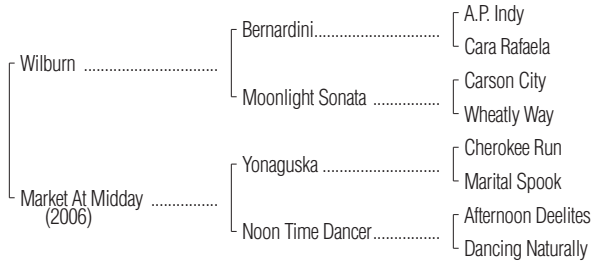 A.P. Indy
Bernardini..............................
Cara Rafaela
Wilburn ................................
Carson City
Moonlight Sonata ................
Wheatly Way
Cherokee Run
Yonaguska ............................
Marital Spook
Market At Midday ................
(2006)
Afternoon Deelites
Noon Time Dancer................
Dancing Naturally